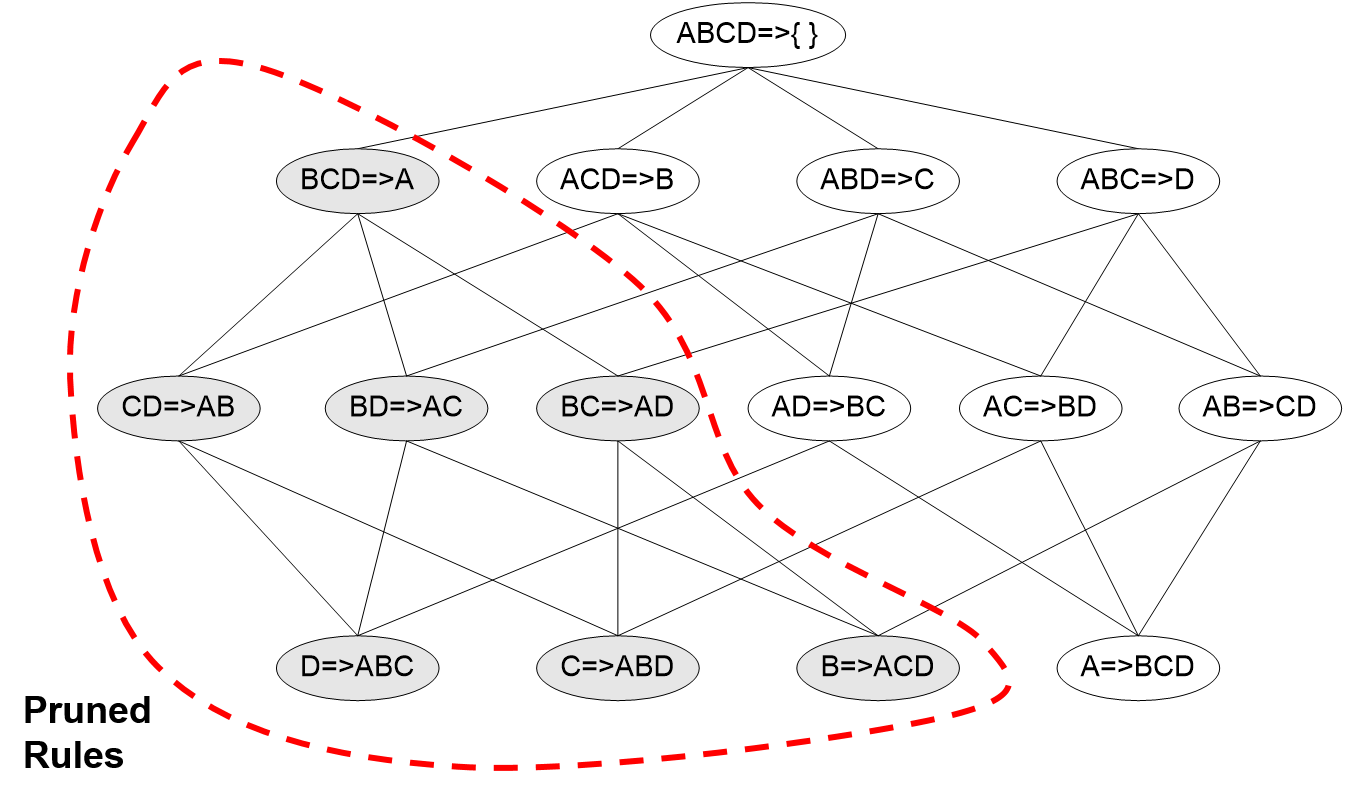 ABCD=>{ }
BCD=>A
ACD=>B
ABD=>C
ABC=>D
CD=>AB
BD=>AC
BC=>AD
AD=>BC
AC=>BD
AB=>CD
D=>ABC
C=>ABD
B=>ACD
A=>BCD
Pruned
Rules